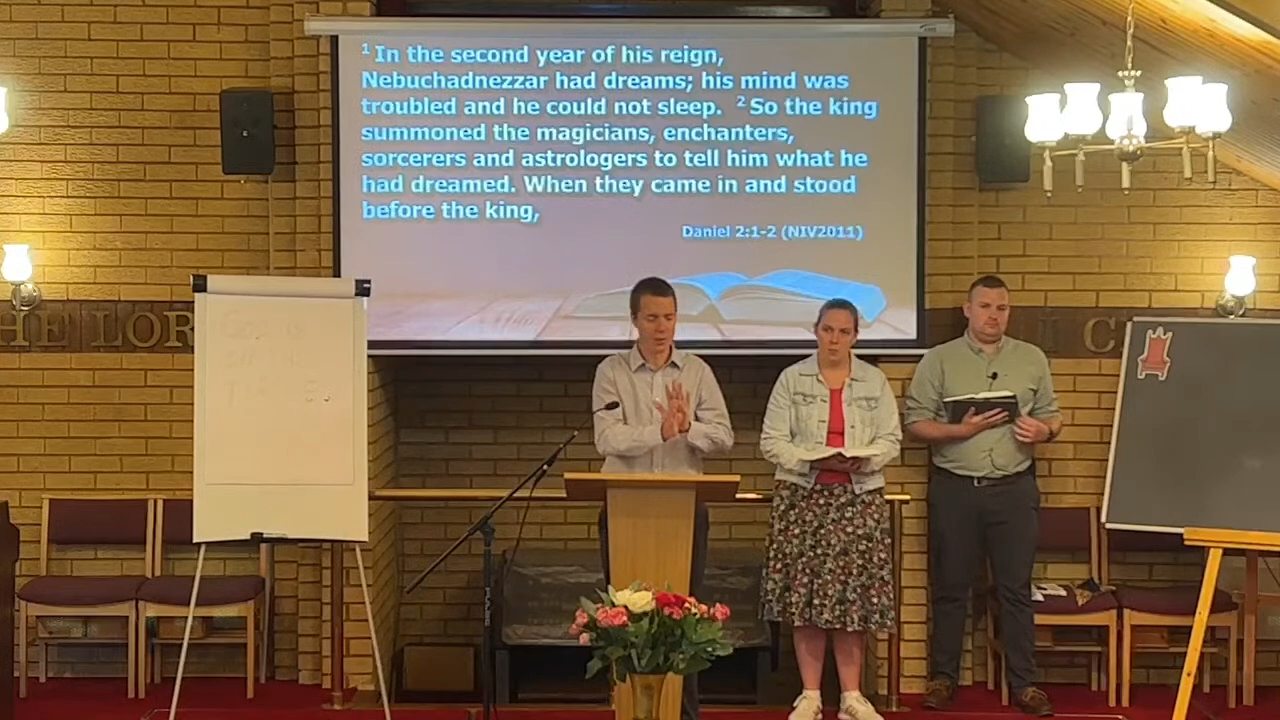 ¹ In the second year of his reign,
Nebuchadnezzar had dreams; his mind was
troubled and he could not sleep. ² So the king
summoned the magicians, enchanters,
sorcerers and astrologers to tell him what he
had dreamed. When they came in and stood
before the king,
Daniel 2:1-2 (NIV2011)
HE LOR
I C